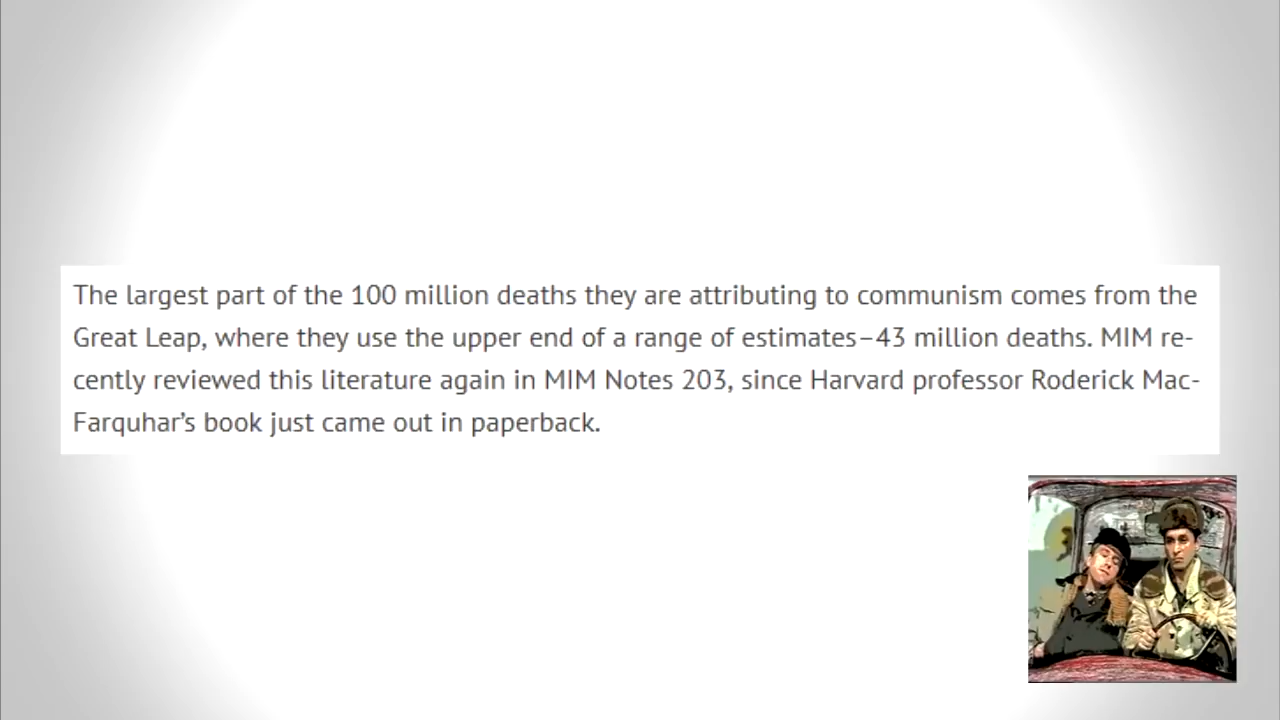 The largest part of the 100 million deaths they are attributing to communism comes from the
Great Leap, where they use the upper end of a range of estimates–43 million deaths. MIM re-
cently reviewed this literature again in MIM Notes 203, since Harvard professor Roderick Mac-
Farquhar’s book just came out in paperback.